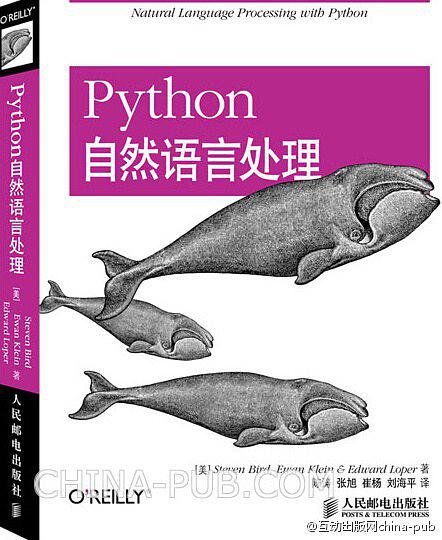 O'REILLY®
Python自然语言处理
[美]
Steven Bird
Ewan Klein
Edward Loper
著
人民邮电出版社
Natural Language Processing with Python
Python
自然语言处理
[美] Steven Bird, Ewan Klein & Edward Loper 著
张旭 崔杨 刘海平 译
O'REILLY®
人民邮电出版社
POSTS & TELECOM PRESS
CHINA-PUB.COM
@互动出版网china-pub